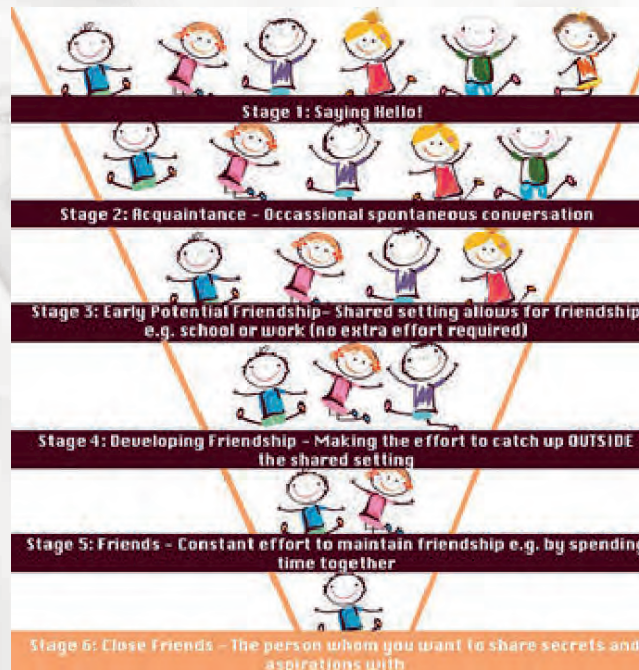 Stage 1: Saying Hello!
Stage 2: Acquaintance - Occassional spontaneous conversation
Stage 3: Early Potential Friendship- Shared setting allows for friendship
e.g. school or work (no extra effort required)
Stage 4: Developing Friendship - Making the effort to catch up OUTSIDE
the shared setting
Stage 5: Friends - Constant effort to maintain friendship e.g. by spending
time together
Stage 6: Close Friends - The person whom you want to share secrets and
aspirations with